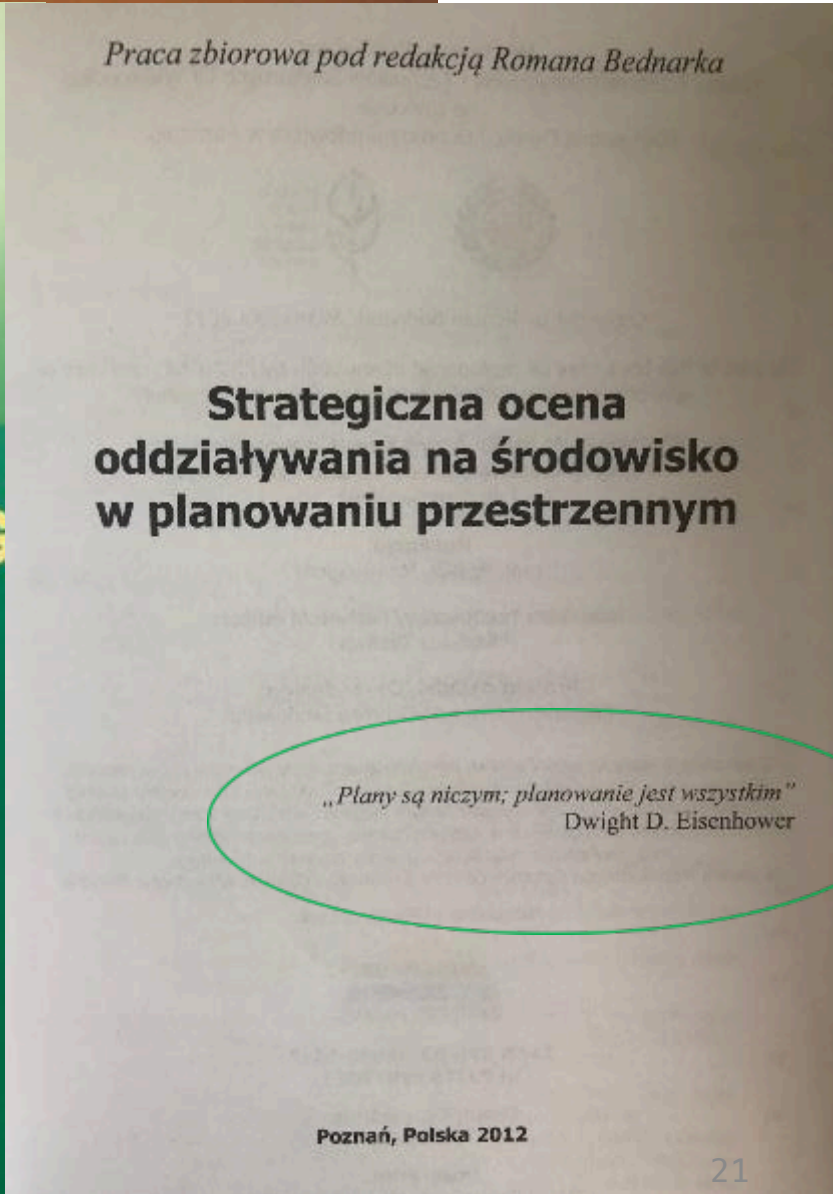 Praca zbiorowa pod redakcją Romana Bednarka
Strategiczna ocena
oddziaływania na środowisko
w planowaniu przestrzennym
„Plany są niczym; planowanie jest wszystkim”
Dwight D. Eisenhower
Poznań, Polska 2012
21